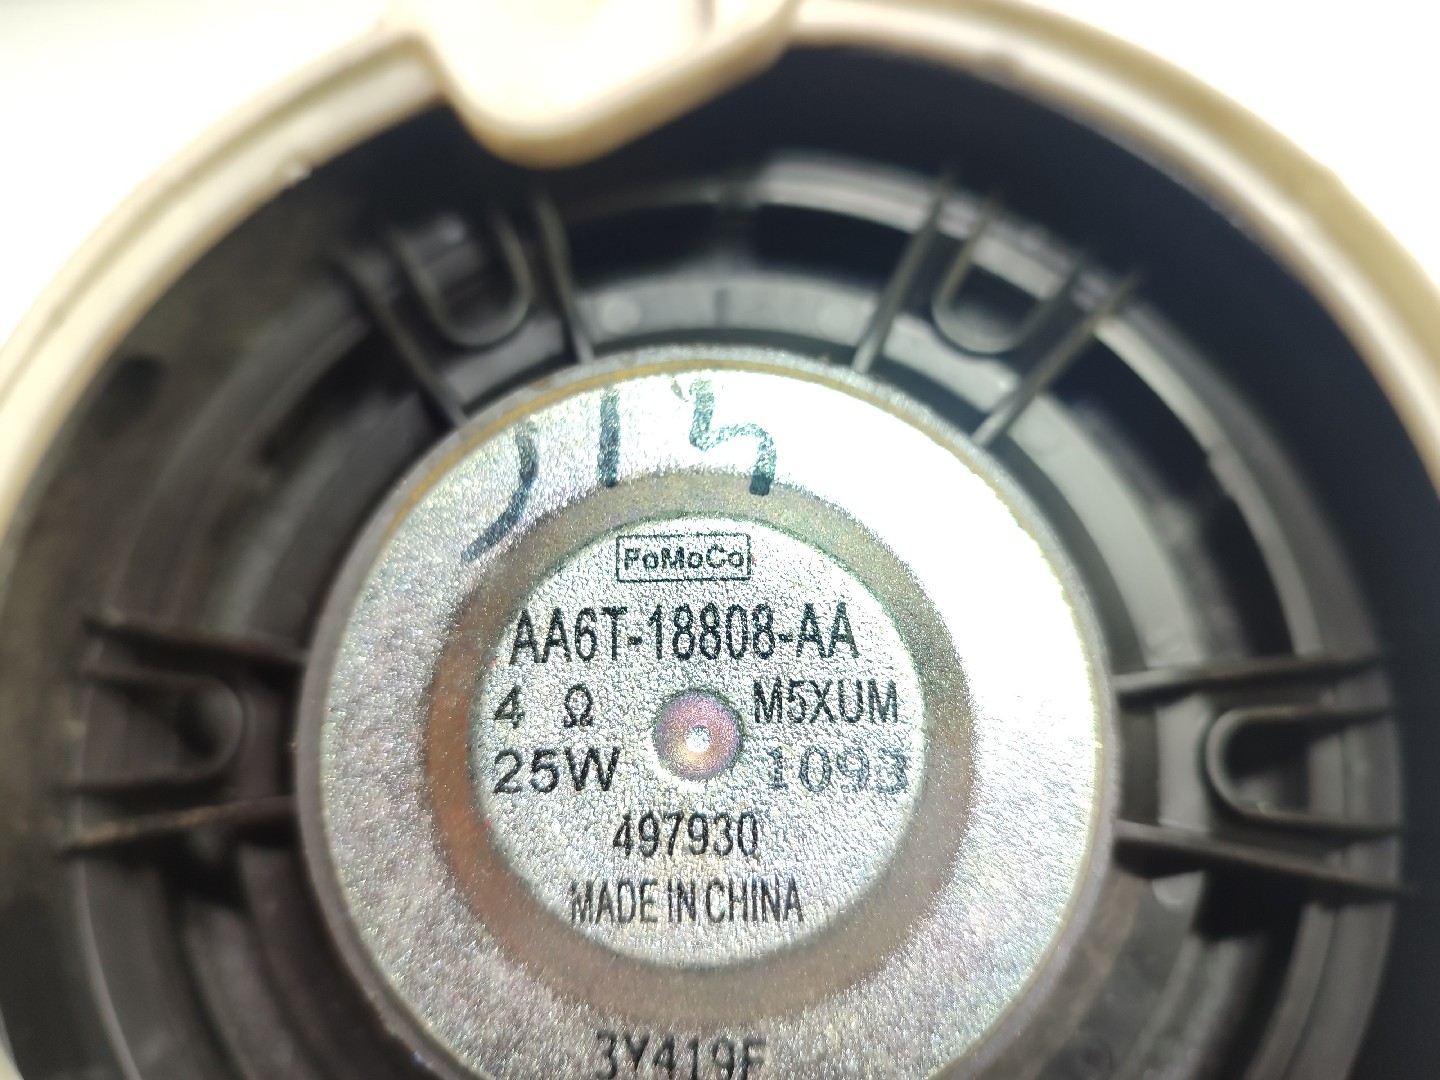 FoMoCo
AA6T-18808-AA
4 Ω M5XUM
25W 1093
497930
MADE IN CHINA
3Y419F